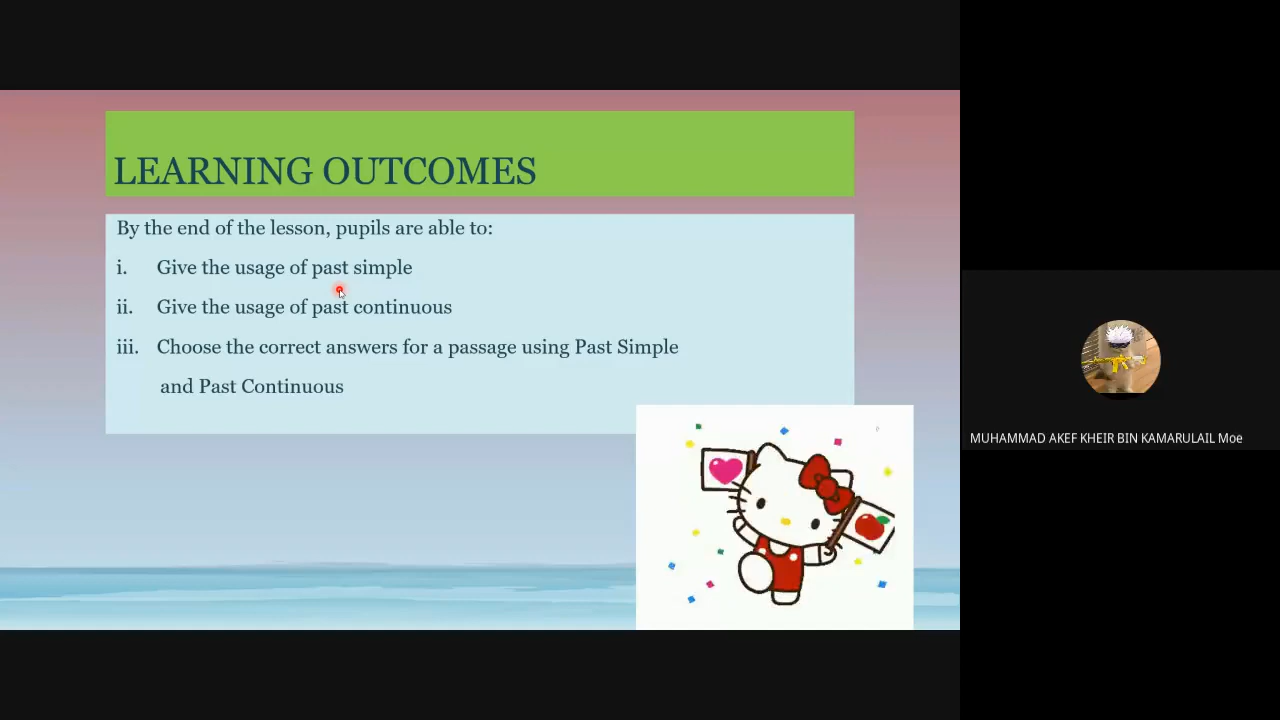 LEARNING OUTCOMES
By the end of the lesson, pupils are able to:
i. Give the usage of past simple
ii. Give the usage of past continuous
iii. Choose the correct answers for a passage using Past Simple
and Past Continuous
MUHAMMAD AKEF KHEIR BIN KAMARULAIL Moe